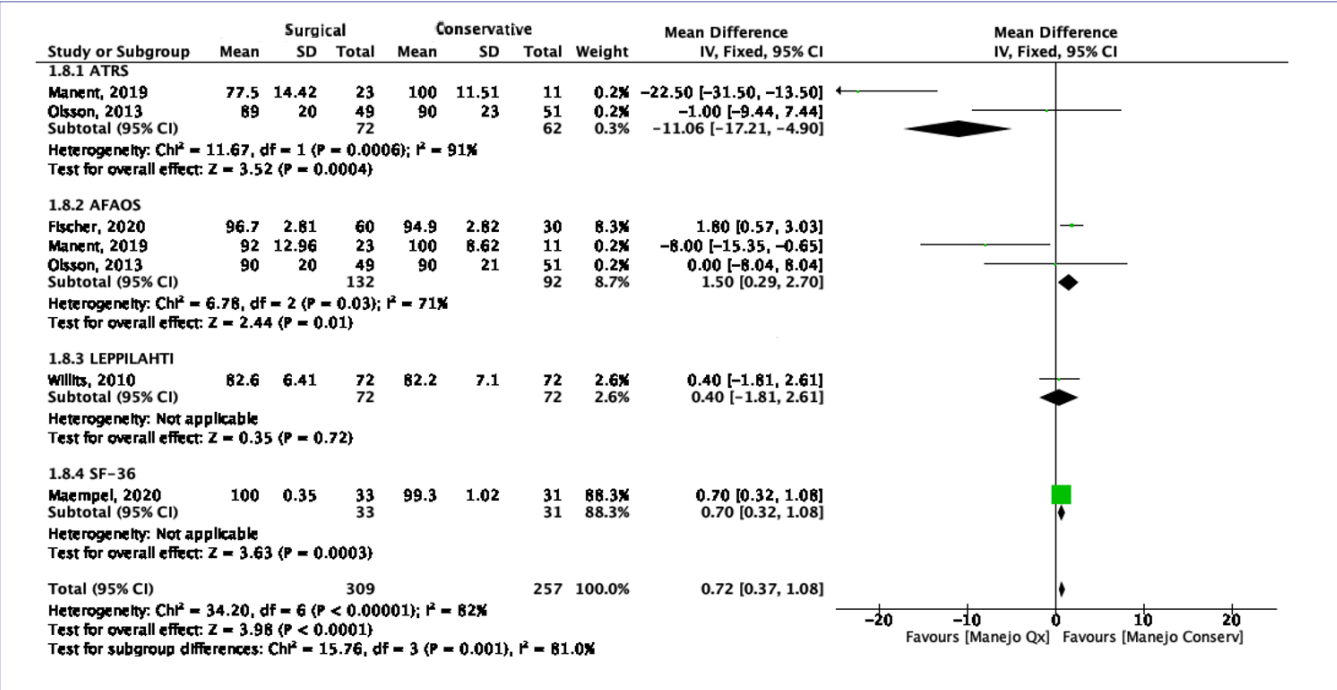 Surgical Conservative Mean Difference Mean Difference
Study or Subgroup Mean SD Total Mean SD Total Weight IV, Fixed, 95% CI IV, Fixed, 95% CI
1.8.1 ATRS
Manent, 2019 77.5 14.42 23 100 11.51 11 0.2% −22.50 [−31.50, −13.50]
Olsson, 2013 89 20 49 90 23 51 0.2% −1.00 [−9.44, 7.44]
Subtotal (95% CI) 72 62 0.3% −11.06 [−17.21, −4.90]
Heterogeneity: Chi² = 11.67, df = 1 (P = 0.0006); I² = 91%
Test for overall effect: Z = 3.52 (P = 0.0004)
1.8.2 AFAOS
Fischer, 2020 96.7 2.81 60 94.9 2.82 30 8.3% 1.80 [0.57, 3.03]
Manent, 2019 92 12.96 23 100 8.62 11 0.2% −8.00 [−15.35, −0.65]
Olsson, 2013 90 20 49 90 21 51 0.2% 0.00 [−8.04, 8.04]
Subtotal (95% CI) 132 92 8.7% 1.50 [0.29, 2.70]
Heterogeneity: Chi² = 6.78, df = 2 (P = 0.03); I² = 71%
Test for overall effect: Z = 2.44 (P = 0.01)
1.8.3 LEPPILAHTI
Willits, 2010 82.6 6.41 72 82.2 7.1 72 2.6% 0.40 [−1.81, 2.61]
Subtotal (95% CI) 72 72 2.6% 0.40 [−1.81, 2.61]
Heterogeneity: Not applicable
Test for overall effect: Z = 0.35 (P = 0.72)
1.8.4 SF−36
Maempel, 2020 100 0.35 33 99.3 1.02 31 88.3% 0.70 [0.32, 1.08]
Subtotal (95% CI) 33 31 88.3% 0.70 [0.32, 1.08]
Heterogeneity: Not applicable
Test for overall effect: Z = 3.63 (P = 0.0003)
Total (95% CI) 309 257 100.0% 0.72 [0.37, 1.08]
Heterogeneity: Chi² = 34.20, df = 6 (P < 0.00001); I² = 82%
Test for overall effect: Z = 3.98 (P < 0.0001)
Test for subgroup differences: Chi² = 15.76, df = 3 (P = 0.001), I² = 81.0%
−20 −10 0 10 20
Favours [Manejo Qx] Favours [Manejo Conserv]